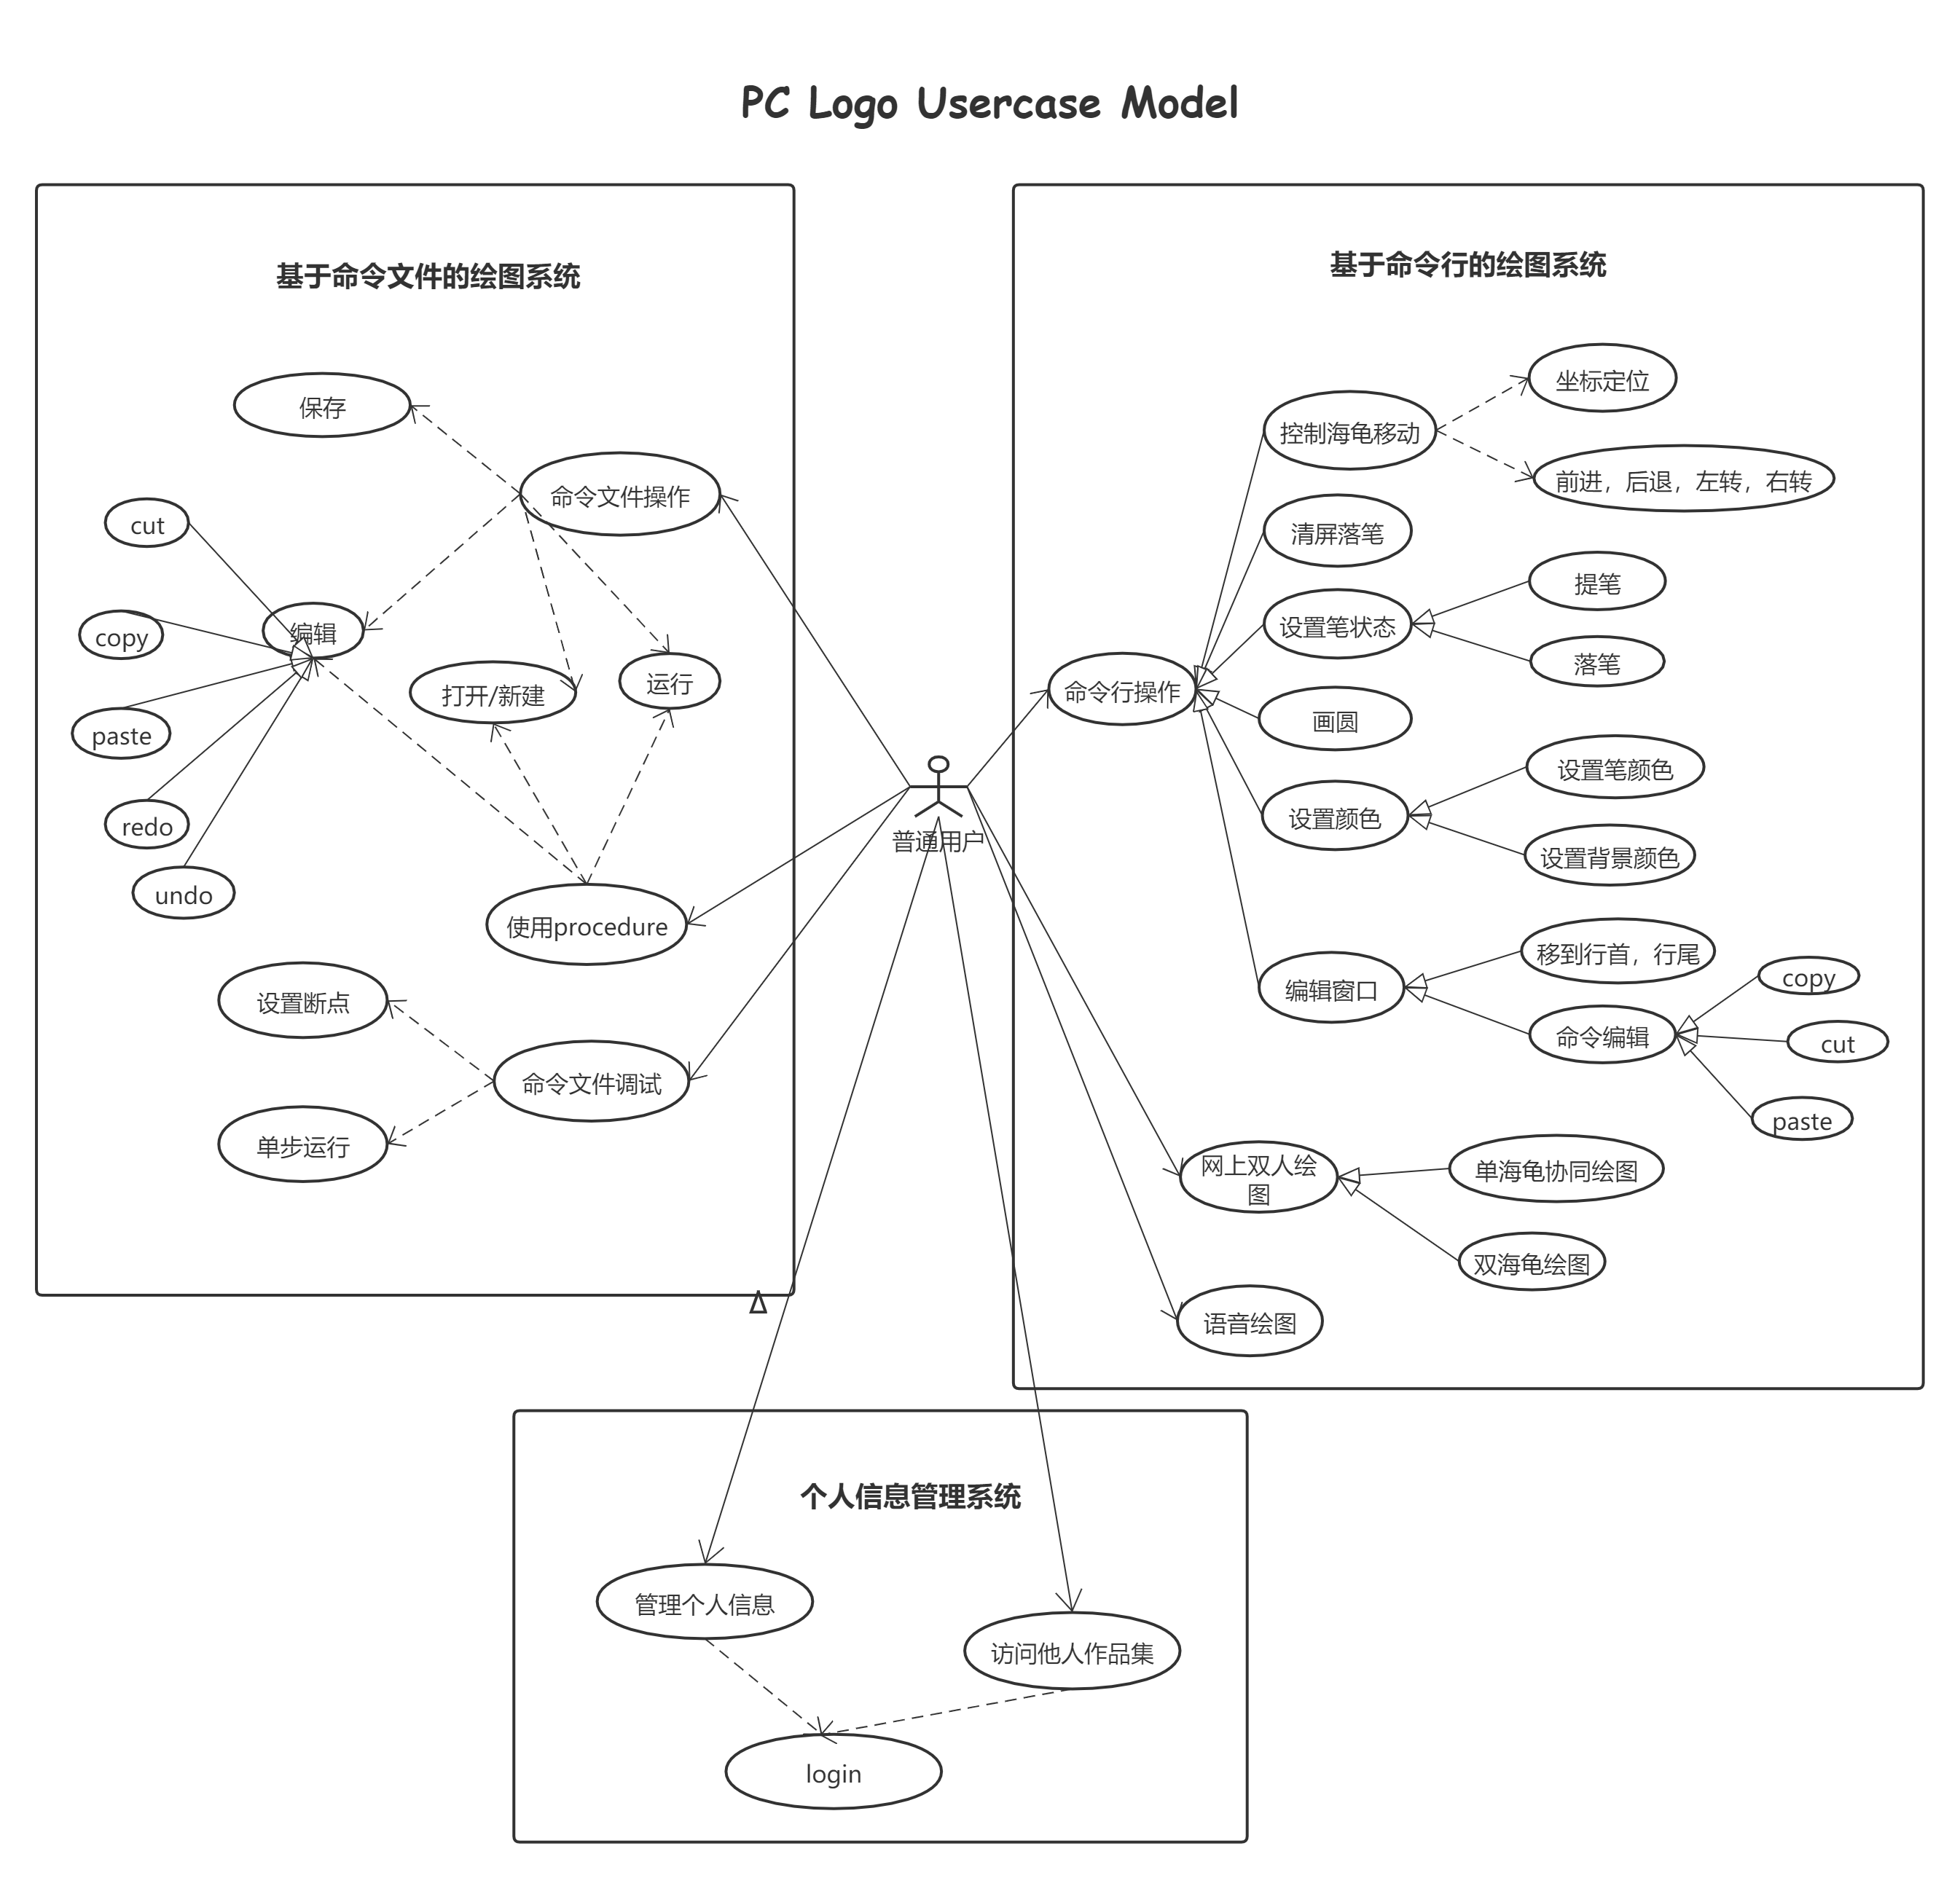 PC Logo Usercase Model
基于命令文件的绘图系统
保存
命令文件操作
cut
编辑
copy
打开/新建
运行
paste
redo
undo
使用procedure
设置断点
命令文件调试
单步运行
普通用户
基于命令行的绘图系统
坐标定位
控制海龟移动
前进，后退，左转，右转
清屏落笔
提笔
设置笔状态
落笔
命令行操作
画圆
设置笔颜色
设置颜色
设置背景颜色
移到行首，行尾
编辑窗口
copy
命令编辑
cut
paste
网上双人绘
图
单海龟协同绘图
双海龟绘图
语音绘图
个人信息管理系统
管理个人信息
访问他人作品集
login